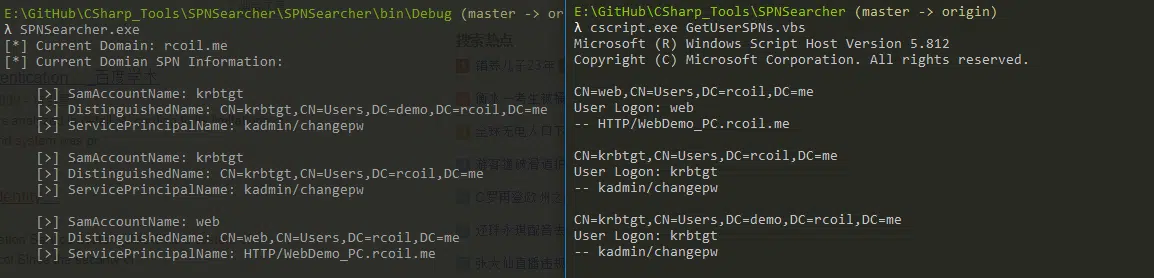 E:\GitHub\CSharp_Tools\SPNSearcher\SPNSearcher\bin\Debug (master -> or
λ SPNSearcher.exe
[*] Current Domain: rcoil.me
[*] Current Domian SPN Information:
[>] SamAccountName: krbtgt
[>] DistinguishedName: CN=krbtgt,CN=Users,DC=demo,DC=rcoil,DC=me
[>] ServicePrincipalName: kadmin/changepw
[>] SamAccountName: krbtgt
[>] DistinguishedName: CN=krbtgt,CN=Users,DC=rcoil,DC=me
[>] ServicePrincipalName: kadmin/changepw
[>] SamAccountName: web
[>] DistinguishedName: CN=web,CN=Users,DC=rcoil,DC=me
[>] ServicePrincipalName: HTTP/WebDemo_PC.rcoil.me
E:\GitHub\CSharp_Tools\SPNSearcher (master -> origin)
λ cscript.exe GetUserSPNs.vbs
Microsoft (R) Windows Script Host Version 5.812
Copyright (C) Microsoft Corporation. All rights reserved.
CN=web,CN=Users,DC=rcoil,DC=me
User Logon: web
-- HTTP/WebDemo_PC.rcoil.me
CN=krbtgt,CN=Users,DC=rcoil,DC=me
User Logon: krbtgt
-- kadmin/changepw
CN=krbtgt,CN=Users,DC=demo,DC=rcoil,DC=me
User Logon: krbtgt
-- kadmin/changepw